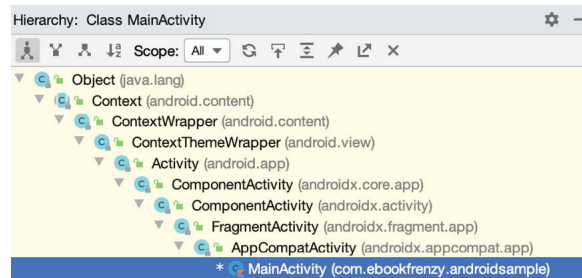 Hierarchy: Class MainActivity
Scope: All
Object (java.lang)
Context (android.content)
ContextWrapper (android.content)
ContextThemeWrapper (android.view)
Activity (android.app)
ComponentActivity (androidx.core.app)
ComponentActivity (androidx.activity)
FragmentActivity (androidx.fragment.app)
AppCompatActivity (androidx.appcompat.app)
* MainActivity (com.ebookfrenzy.androidsample)